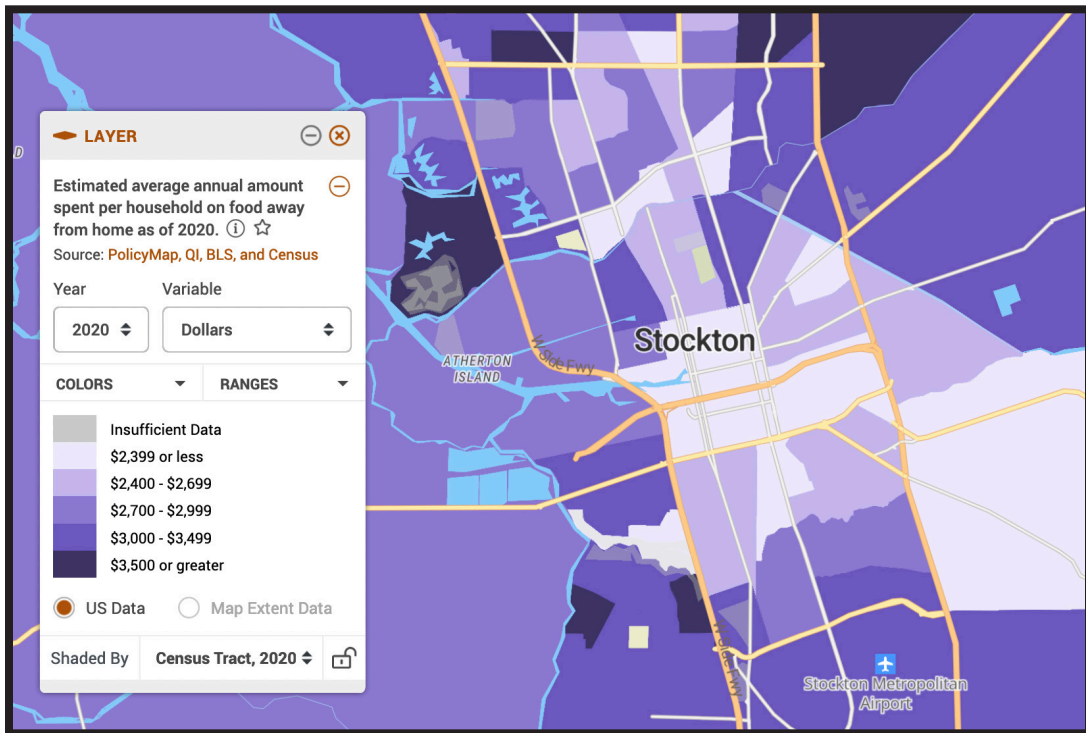 D
LAYER
Estimated average annual amount
spent per household on food away
from home as of 2020.
Source: PolicyMap, QI, BLS, and Census
Year
Variable
2020
Dollars
COLORS
RANGES
Insufficient Data
$2,399 or less
$2,400 - $2,699
$2,700 - $2,999
$3,000 - $3,499
$3,500 or greater
US Data
Map Extent Data
Shaded By
Census Tract, 2020
Stockton
W Side Fwy
ATHERTON
ISLAND
W Side Fwy
Stockton Metropolitan
Airport